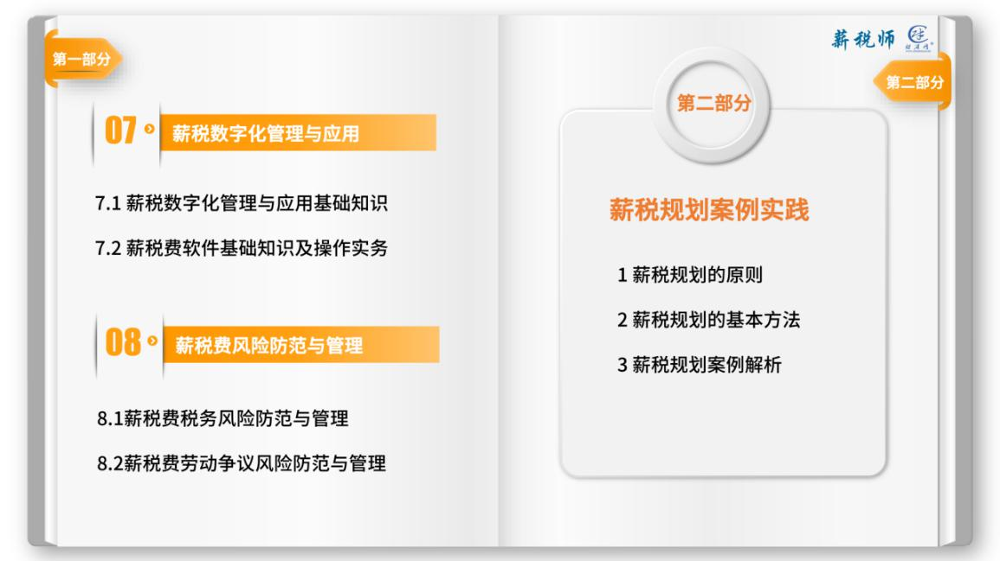 第一部分
07
薪税数字化管理与应用
7.1 薪税数字化管理与应用基础知识
7.2 薪税费软件基础知识及操作实务
08
薪税费风险防范与管理
8.1薪税费税务风险防范与管理
8.2薪税费劳动争议风险防范与管理
薪税师
第二部分
第二部分
薪税规划案例实践
1 薪税规划的原则
2 薪税规划的基本方法
3 薪税规划案例解析